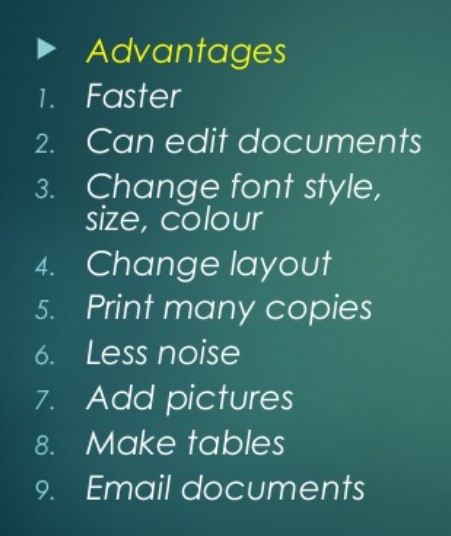 ▶ Advantages
1. Faster
2. Can edit documents
3. Change font style,
size, colour
4. Change layout
5. Print many copies
6. Less noise
7. Add pictures
8. Make tables
9. Email documents